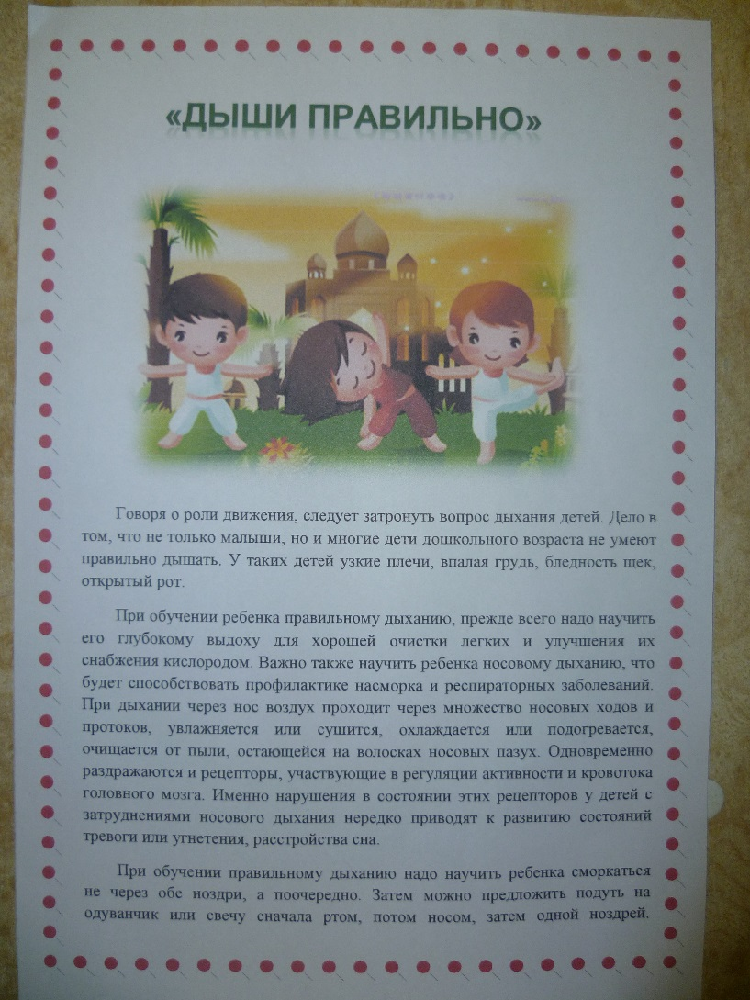 «ДЫШИ ПРАВИЛЬНО»
Говоря о роли движения, следует затронуть вопрос дыхания детей. Дело в
том, что не только малыши, но и многие дети дошкольного возраста не умеют
правильно дышать. У таких детей узкие плечи, впалая грудь, бледность щек,
открытый рот.
При обучении ребенка правильному дыханию, прежде всего надо научить
его глубокому выдоху для хорошей очистки легких и улучшения их
снабжения кислородом. Важно также научить ребенка носовому дыханию, что
будет способствовать профилактике насморка и респираторных заболеваний.
При дыхании через нос воздух проходит через множество носовых ходов и
протоков, увлажняется или сушится, охлаждается или подогревается,
очищается от пыли, остающейся на волосках носовых пазух. Одновременно
раздражаются и рецепторы, участвующие в регуляции активности и кровотока
головного мозга. Именно нарушения в состоянии этих рецепторов у детей с
затруднениями носового дыхания нередко приводят к развитию состояний
тревоги или угнетения, расстройства сна.
При обучении правильному дыханию надо научить ребенка сморкаться
не через обе ноздри, а поочередно. Затем можно предложить подуть на
одуванчик или свечу сначала ртом, потом носом, затем одной ноздрей.